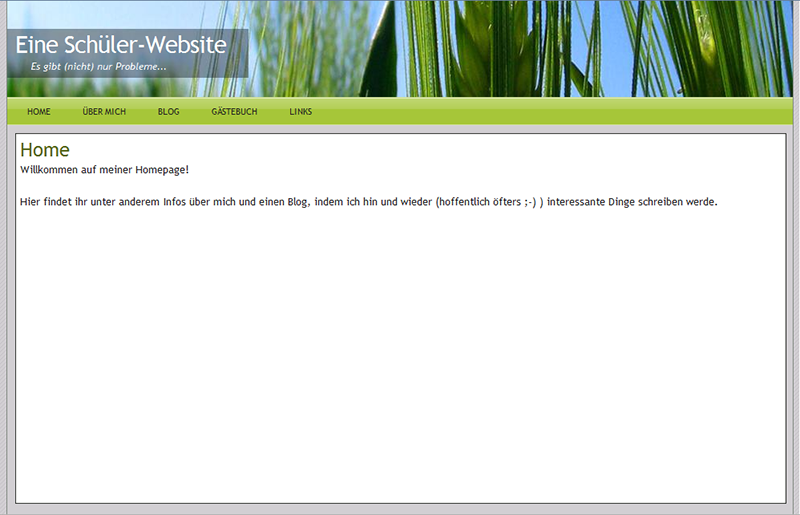 Eine Schüler-Website
Es gibt (nicht) nur Probleme...
HOME ÜBER MICH BLOG GÄSTEBUCH LINKS
Home
Willkommen auf meiner Homepage!
Hier findet ihr unter anderem Infos über mich und einen Blog, indem ich hin und wieder (hoffentlich öfters ;-) ) interessante Dinge schreiben werde.